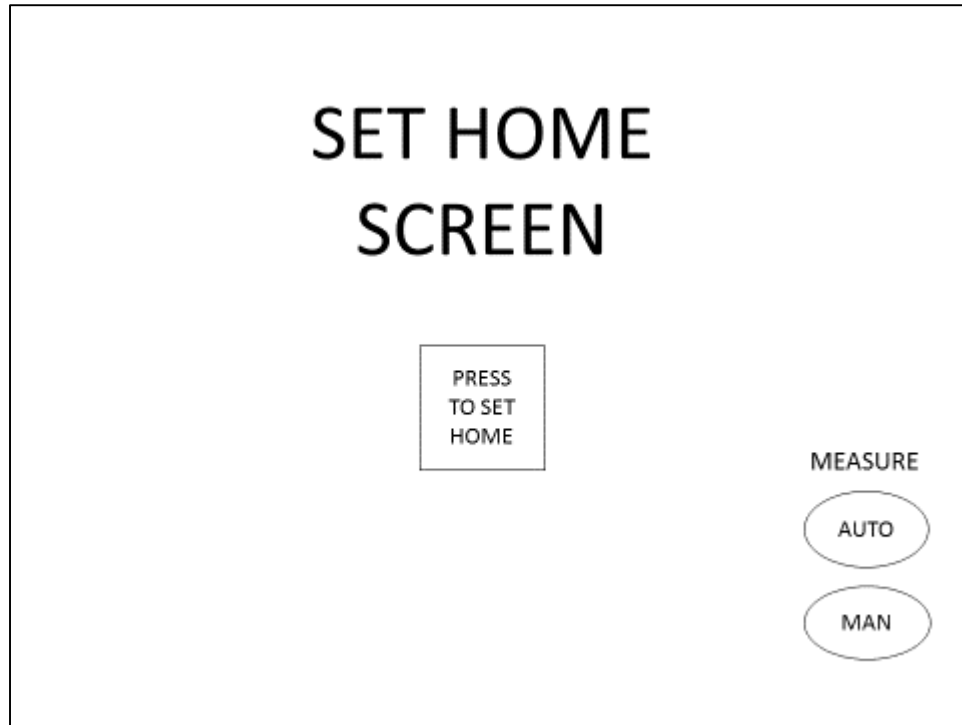 SET HOME
SCREEN
PRESS
TO SET
HOME
MEASURE
AUTO
MAN